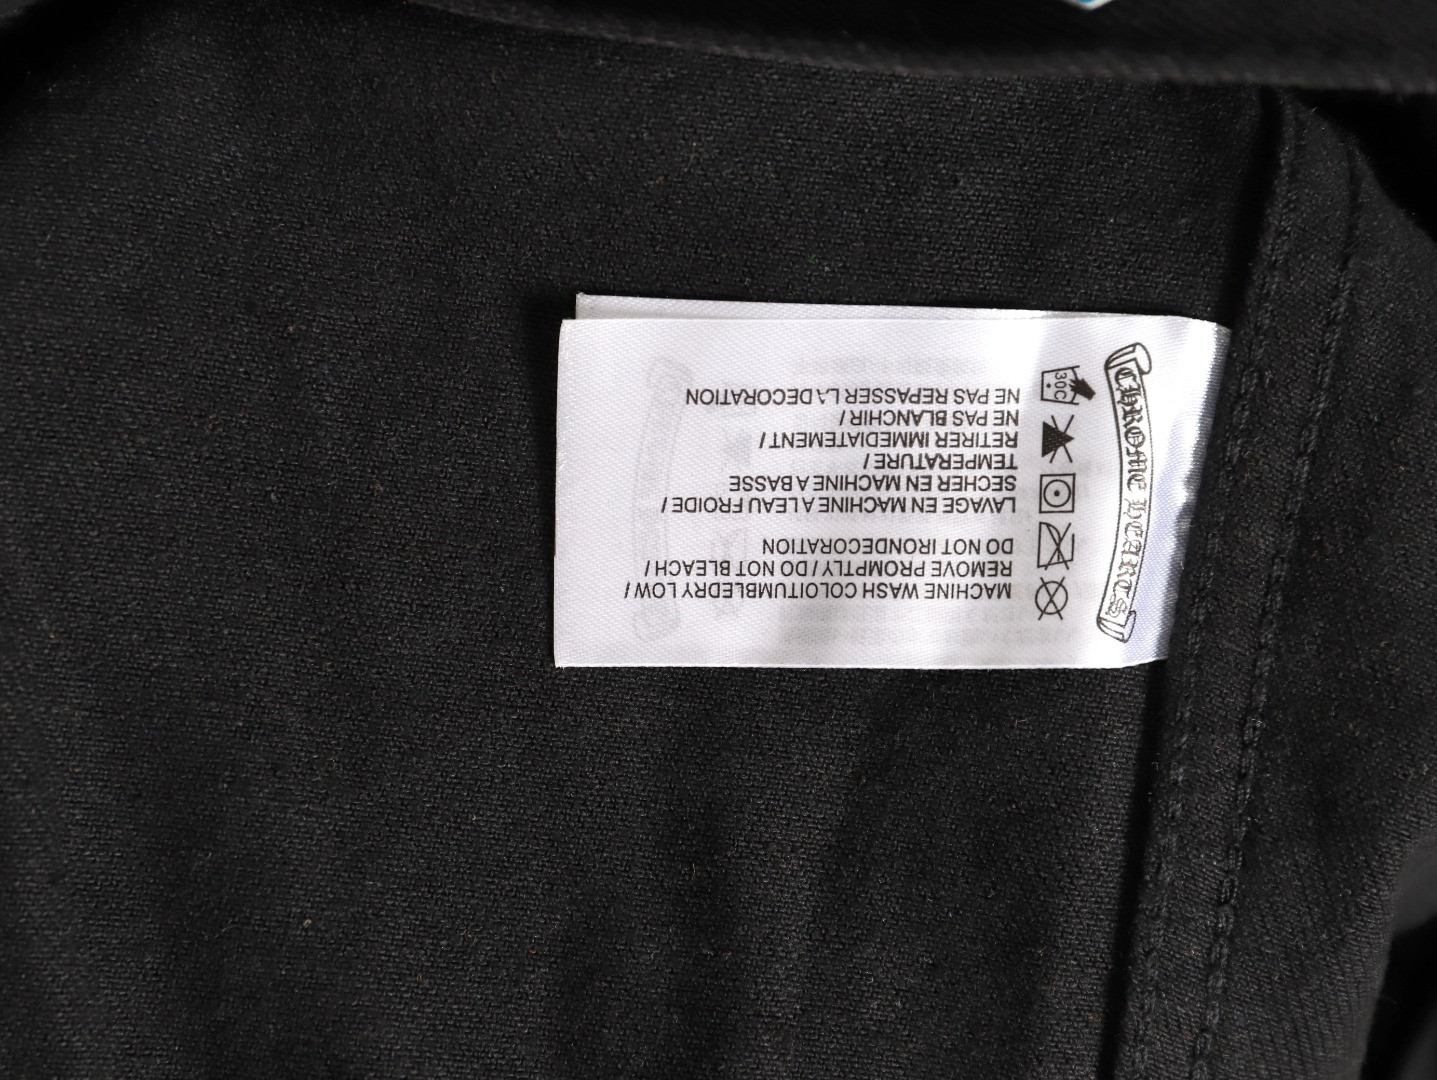 CHROME HEARTS
30C
MACHINE WASH COLOITUMBLEDRY LOW /
REMOVE PROMPTLY / DO NOT BLEACH /
DO NOT IRONDECORATION
LAVAGE EN MACHINE A LEAU FROIDE /
SECHER EN MACHINE A BASSE
TEMPERATURE /
RETIRER IMMEDIATEMENT /
NE PAS BLANCHIR /
NE PAS REPASSER LA DECORATION